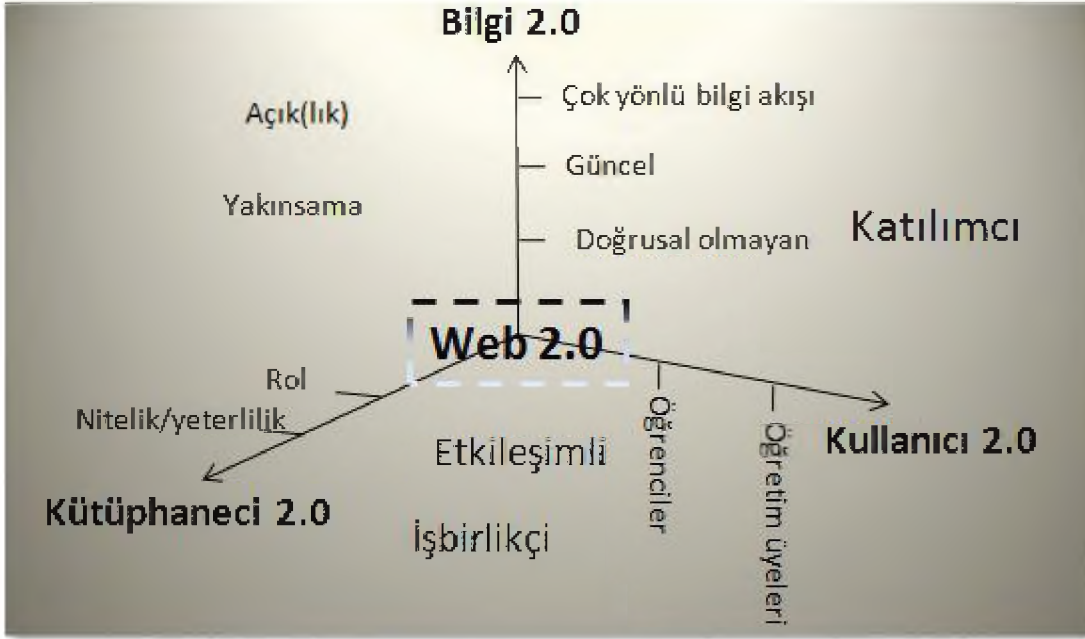 Bilgi 2.0
Çok yönlü bilgi akışı
Açık(lık)
Güncel
Yakınsama
Doğrusal olmayan
Katılımcı
Web 2.0
Rol
Nitelik/yeterlilik
Öğrenciler
Öğretim üyeleri
Kullanıcı 2.0
Etkileşimli
Kütüphaneci 2.0
İşbirlikçi